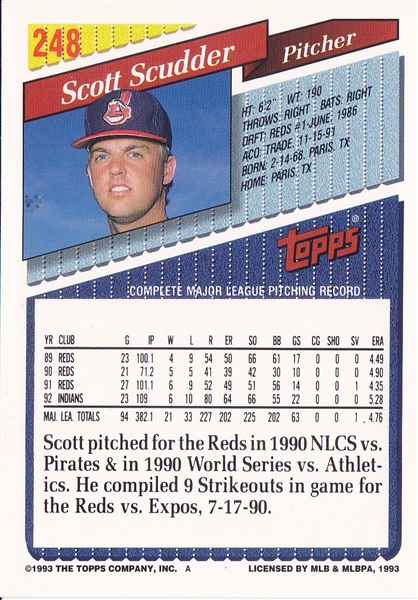 248
Scott Scudder
Pitcher
HT: 6'2" WT: 190
THROWS: RIGHT BATS: RIGHT
DRFT: REDS #1-JUNE, 1986
ACQ: TRADE, 11-15-91
BORN: 2-14-68, PARIS, TX
HOME: PARIS, TX
Topps®
COMPLETE MAJOR LEAGUE PITCHING RECORD
YR CLUB G IP W L R ER SO BB GS CG SHO SV ERA
89 REDS 23 100.1 4 9 54 50 66 61 17 0 0 0 4.49
90 REDS 21 71.2 5 5 41 39 42 30 10 0 0 0 4.90
91 REDS 27 101.1 6 9 52 49 51 56 14 0 0 1 4.35
92 INDIANS 23 109 6 10 80 64 66 55 22 0 0 0 5.28
MAJ. LEA. TOTALS 94 382.1 21 33 227 202 225 202 63 0 0 1 4.76
Scott pitched for the Reds in 1990 NLCS vs.
Pirates & in 1990 World Series vs. Athlet-
ics. He compiled 9 Strikeouts in game for
the Reds vs. Expos, 7-17-90.
©1993 THE TOPPS COMPANY, INC. A LICENSED BY MLB & MLBPA, 1993